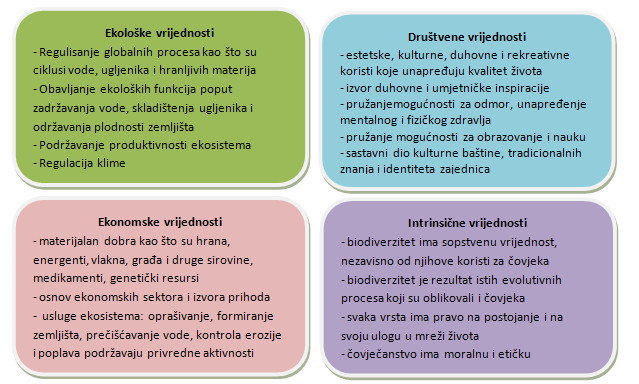 Ekološke vrijednosti
- Regulisanje globalnih procesa kao što su
ciklusi vode, ugljenika i hranljivih materija
- Obavljanje ekoloških funkcija poput
zadržavanja vode, skladištenja ugljenika i
održavanja plodnosti zemljišta
- Podržavanje produktivnosti ekosistema
- Regulacija klime
Društvene vrijednosti
- estetske, kulturne, duhovne i rekreativne
koristi koje unapređuju kvalitet života
- izvor duhovne i umjetničke inspiracije
- pružanjemogućnosti za odmor, unapređenje
mentalnog i fizičkog zdravlja
- pružanje mogućnosti za obrazovanje i nauku
- sastavni dio kulturne baštine, tradicionalnih
znanja i identiteta zajednica
Ekonomske vrijednosti
- materijalan dobra kao što su hrana,
energenti, vlakna, građa i druge sirovine,
medikamenti, genetički resursi
- osnov ekonomskih sektora i izvora prihoda
- usluge ekosistema: oprašivanje, formiranje
zemljišta, prečišćavanje vode, kontrola erozije
i poplava podržavaju privredne aktivnosti
Intrinsične vrijednosti
- biodiverzitet ima sopstvenu vrijednost,
nezavisno od njihove koristi za čovjeka
- biodiverzitet je rezultat istih evolutivnih
procesa koji su oblikovali i čovjeka
- svaka vrsta ima pravo na postojanje i na
svoju ulogu u mreži života
- čovječanstvo ima moralnu i etičku